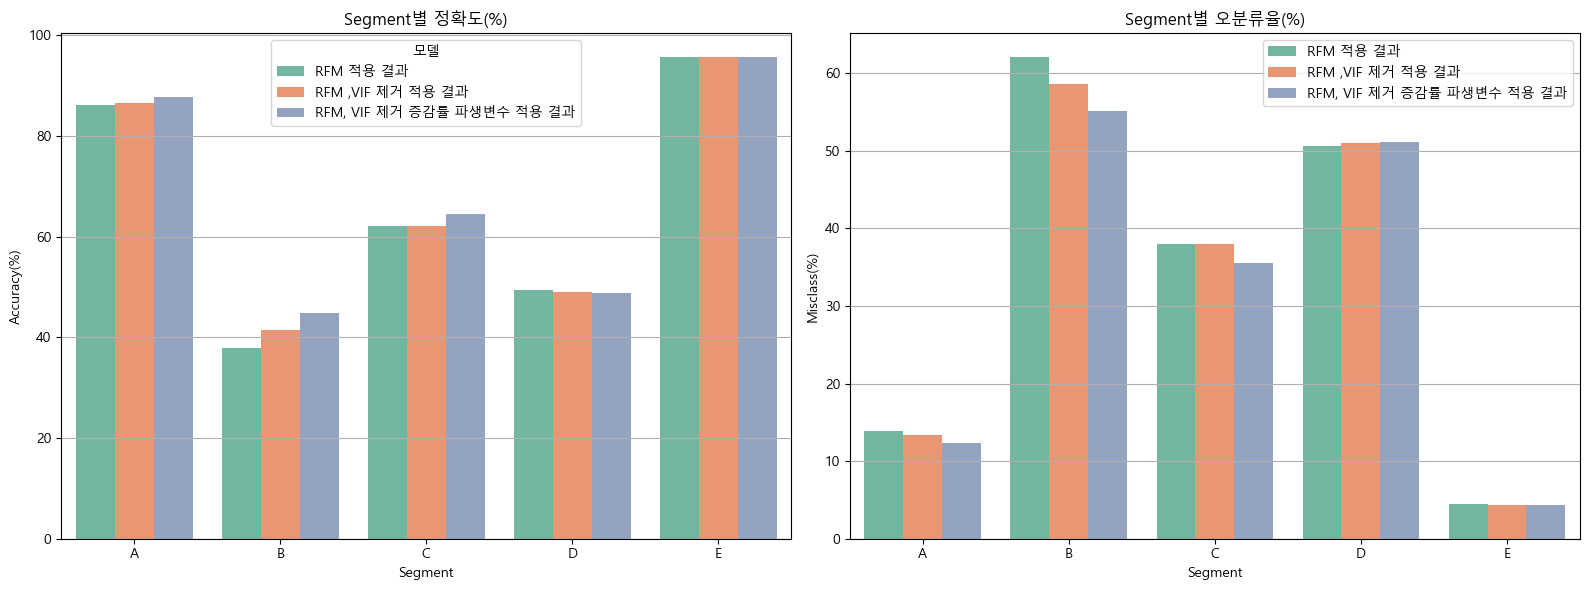 Segment별 정확도(%)
모델
RFM 적용 결과
RFM ,VIF 제거 적용 결과
RFM, VIF 제거 증감률 파생변수 적용 결과
Accuracy(%)
100
80
60
40
20
0
A B C D E
Segment
Segment별 오분류율(%)
RFM 적용 결과
RFM ,VIF 제거 적용 결과
RFM, VIF 제거 증감률 파생변수 적용 결과
Misclass(%)
60
50
40
30
20
10
0
A B C D E
Segment